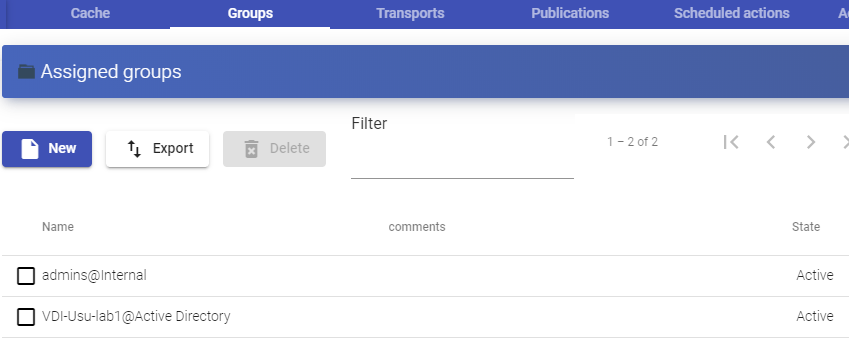 Cache Groups Transports Publications Scheduled actions
Assigned groups
Filter
New Export Delete 1 – 2 of 2
Name comments State
admins@Internal Active
VDI-Usu-lab1@Active Directory Active